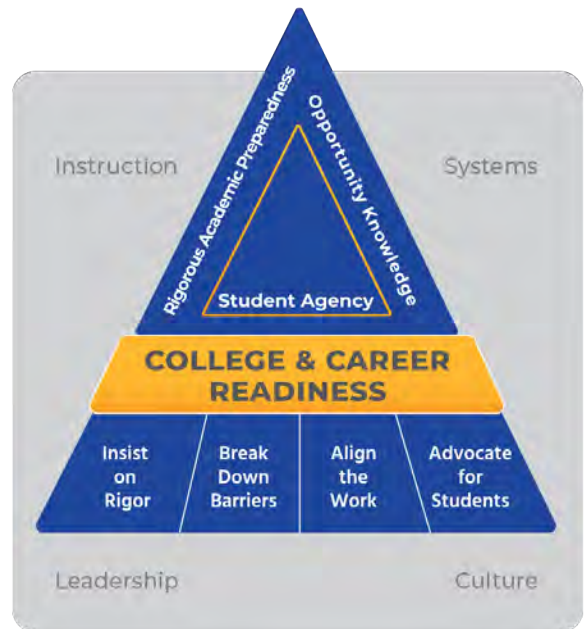 Rigorous Academic Preparedness
Opportunity Knowledge
Instruction
Systems
Student Agency
COLLEGE & CAREER
READINESS
Insist
on
Rigor
Break
Down
Barriers
Align
the
Work
Advocate
for
Students
Leadership
Culture